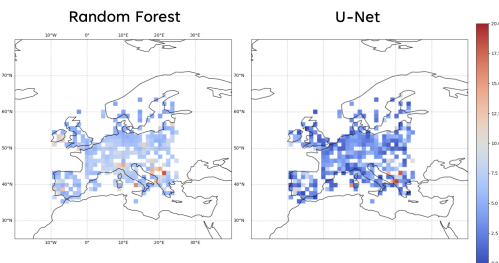 Random Forest
U-Net
10°W 0° 10°E 20°E 30°E
70°N 70°N
60°N 60°N
50°N 50°N
40°N 40°N
30°N 30°N
10°W 0° 10°E 20°E 30°E
20.0
17.5
15.0
12.5
10.0
7.5
5.0
2.5